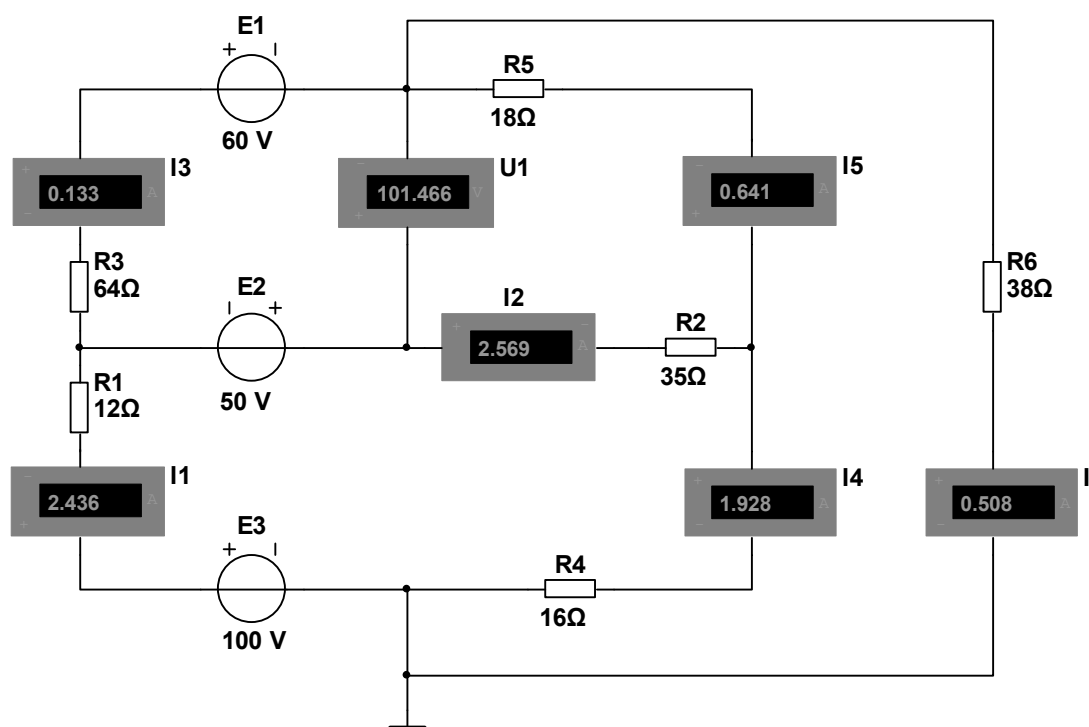 E1
+ −
60 V
R5
18Ω
I3
0.133 A
U1
101.466 V
I5
0.641 A
R3
64Ω
E2
− +
50 V
I2
2.569 A
R2
35Ω
R6
38Ω
R1
12Ω
I1
2.436 A
I4
1.928 A
I
0.508 A
E3
+ −
100 V
R4
16Ω